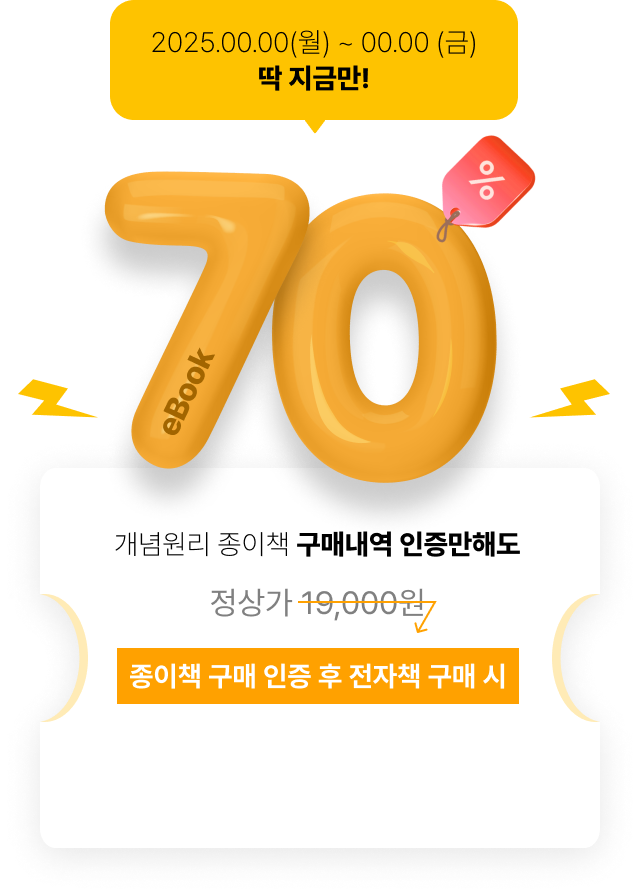 2025.00.00(월) ~ 00.00 (금)
딱 지금만!
%
70
eBook
개념원리 종이책 구매내역 인증만해도
정상가 19,000원
종이책 구매 인증 후 전자책 구매 시